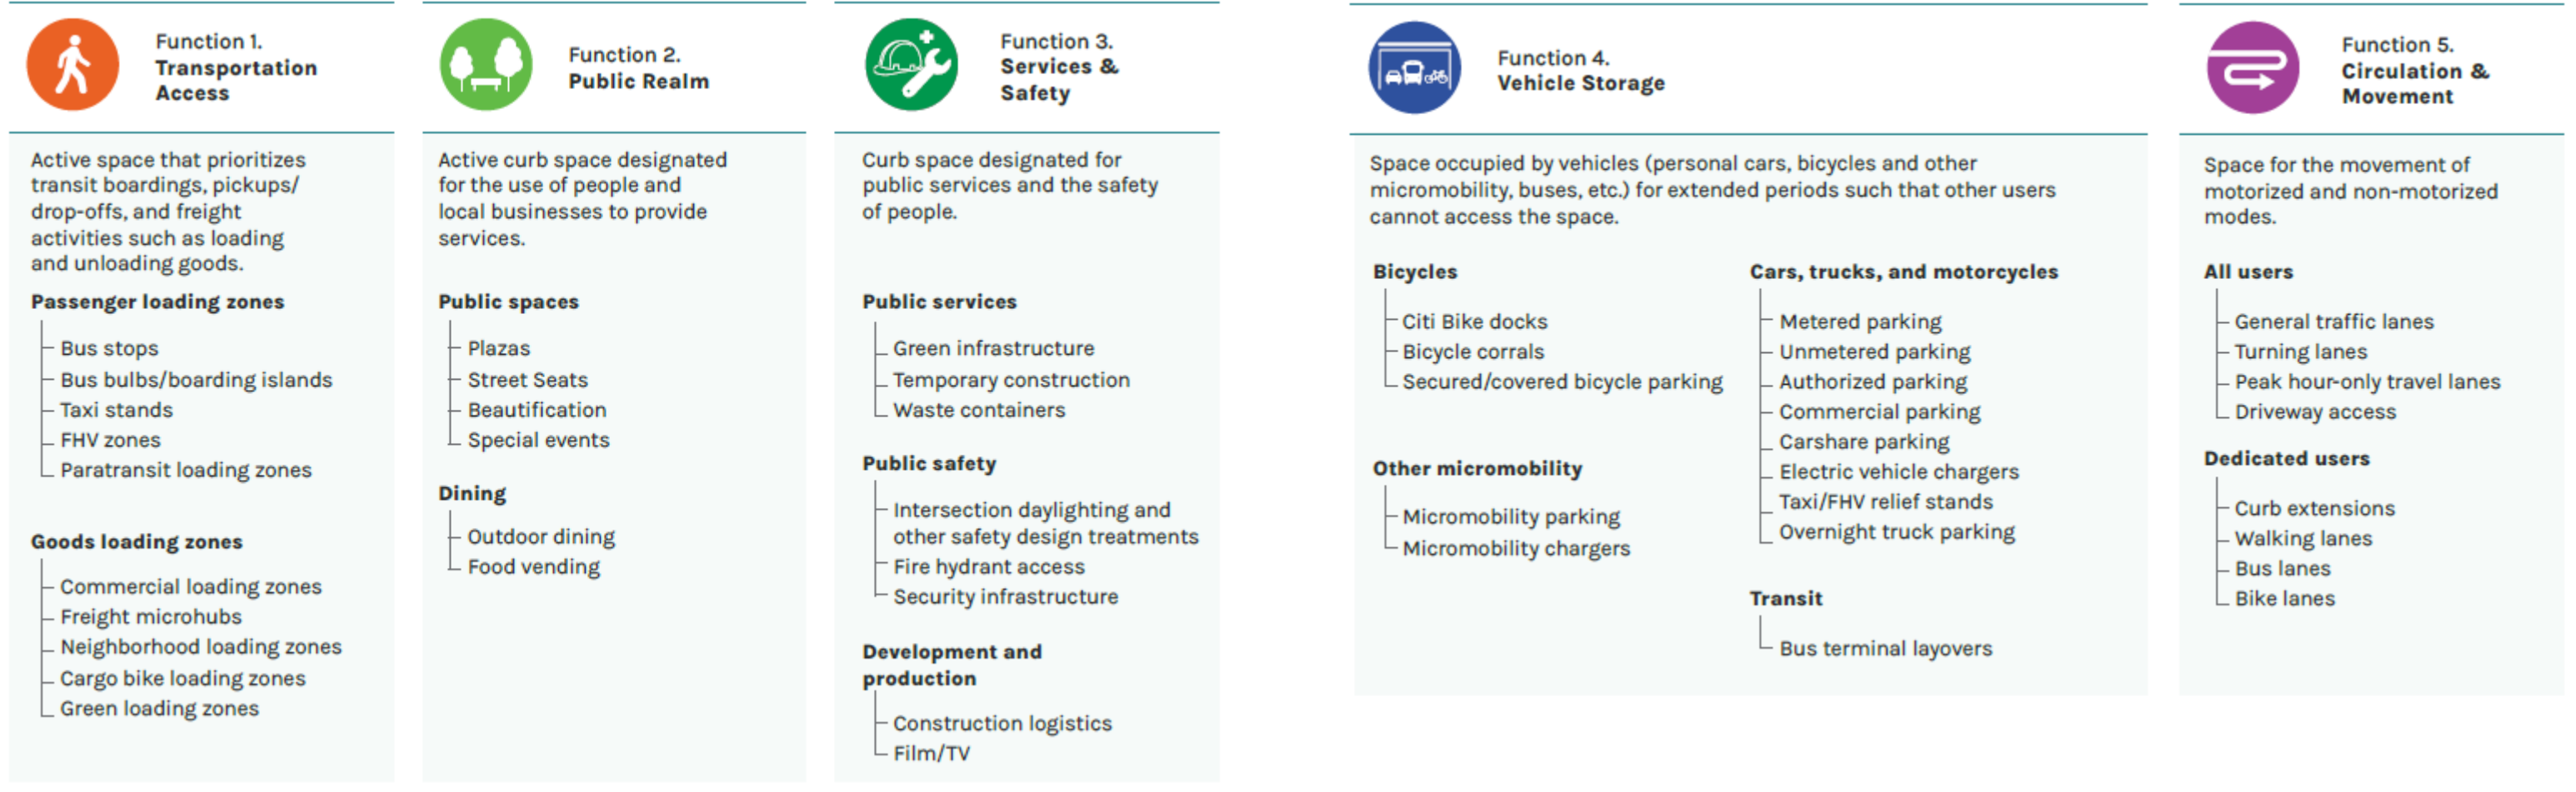 Function 1.
Transportation
Access
Active space that prioritizes
transit boardings, pickups/
drop-offs, and freight
activities such as loading
and unloading goods.
Passenger loading zones
Bus stops
Bus bulbs/boarding islands
Taxi stands
FHV zones
Paratransit loading zones
Goods loading zones
Commercial loading zones
Freight microhubs
Neighborhood loading zones
Cargo bike loading zones
Green loading zones
Function 2.
Public Realm
Active curb space designated
for the use of people and
local businesses to provide
services.
Public spaces
Plazas
Street Seats
Beautification
Special events
Dining
Outdoor dining
Food vending
Function 3.
Services &
Safety
Curb space designated for
public services and the safety
of people.
Public services
Green infrastructure
Temporary construction
Waste containers
Public safety
Intersection daylighting and
other safety design treatments
Fire hydrant access
Security infrastructure
Development and
production
Construction logistics
Film/TV
Function 4.
Vehicle Storage
Space occupied by vehicles (personal cars, bicycles and other
micromobility, buses, etc.) for extended periods such that other users
cannot access the space.
Bicycles
Citi Bike docks
Bicycle corrals
Secured/covered bicycle parking
Other micromobility
Micromobility parking
Micromobility chargers
Cars, trucks, and motorcycles
Metered parking
Unmetered parking
Authorized parking
Commercial parking
Carshare parking
Electric vehicle chargers
Taxi/FHV relief stands
Overnight truck parking
Transit
Bus terminal layovers
Function 5.
Circulation &
Movement
Space for the movement of
motorized and non-motorized
modes.
All users
General traffic lanes
Turning lanes
Peak hour-only travel lanes
Driveway access
Dedicated users
Curb extensions
Walking lanes
Bus lanes
Bike lanes